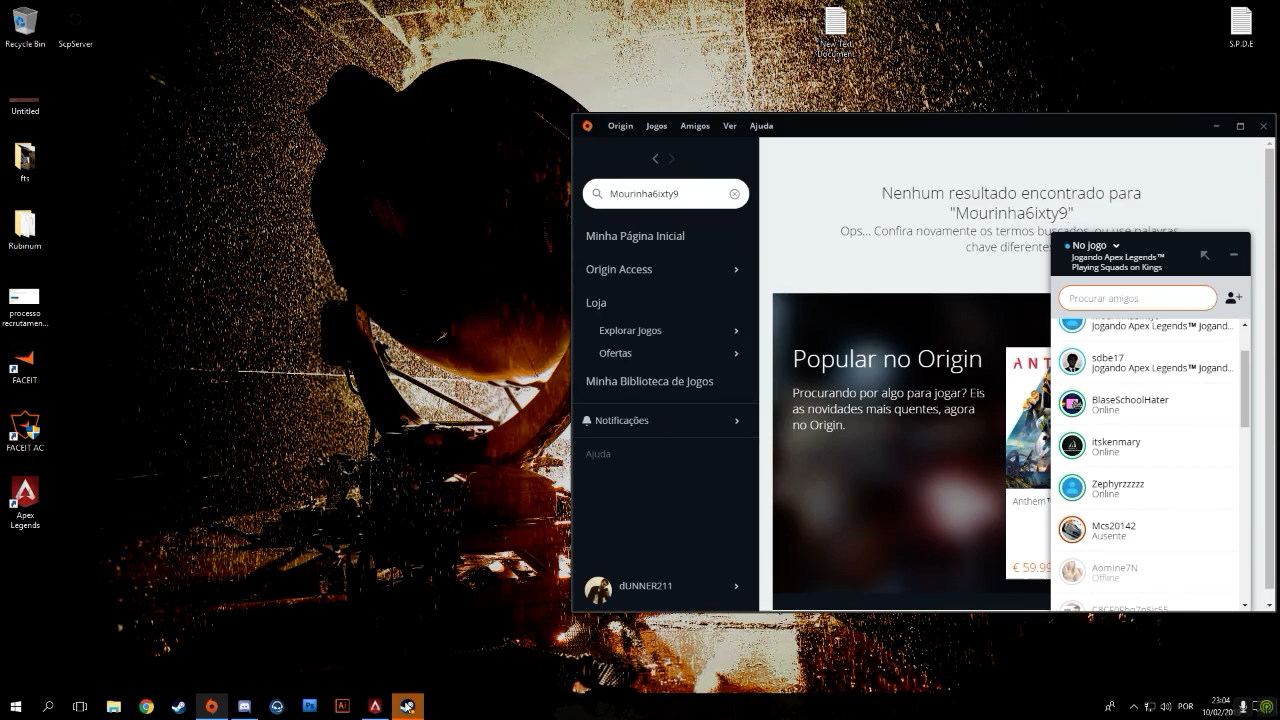 Recycle Bin
ScpServer
New Text
Document
S.P.D.E
Untitled
fts
Rubinum
processo
recrutamen...
FACEIT
FACEIT AC
Apex
Legends
Origin Jogos Amigos Ver Ajuda
Mourinha6ixty9
Minha Página Inicial
Origin Access
Loja
Explorar Jogos
Ofertas
Minha Biblioteca de Jogos
Notificações
Ajuda
dUNNER211
Nenhum resultado encontrado para
"Mourinha6ixty9"
Ops... Confira novamente os termos buscados, ou use palavras
chave diferentes
Popular no Origin
Procurando por algo para jogar? Eis
as novidades mais quentes, agora
no Origin.
ANT
Anthem™
€ 59.99
No jogo
Jogando Apex Legends™
Playing Squads on Kings
Procurar amigos
Jogando Apex Legends™ Jogand...
sdbe17
Jogando Apex Legends™ Jogand...
BlaseSchoolHater
Online
itskenmary
Online
Zephyrzzzzz
Online
Mcs20142
Ausente
Aomine7N
Offline
Ai
POR
23:04
10/02/20